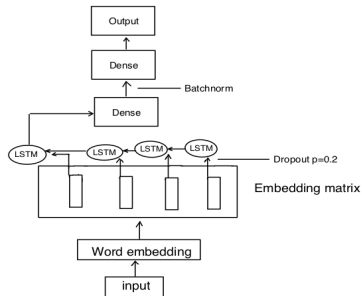 Output
Dense
Batchnorm
Dense
LSTM
LSTM
LSTM
LSTM
Dropout p=0.2
Embedding matrix
Word embedding
input